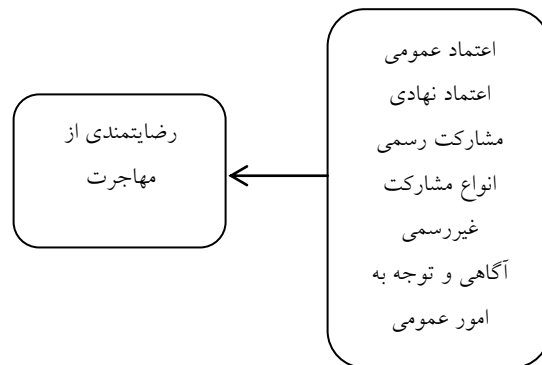 اعتماد عمومی
اعتماد نهادی
مشارکت رسمی
انواع مشارکت
غیررسمی
آگاهی و توجه به
امور عمومی
رضایتمندی از
مهاجرت